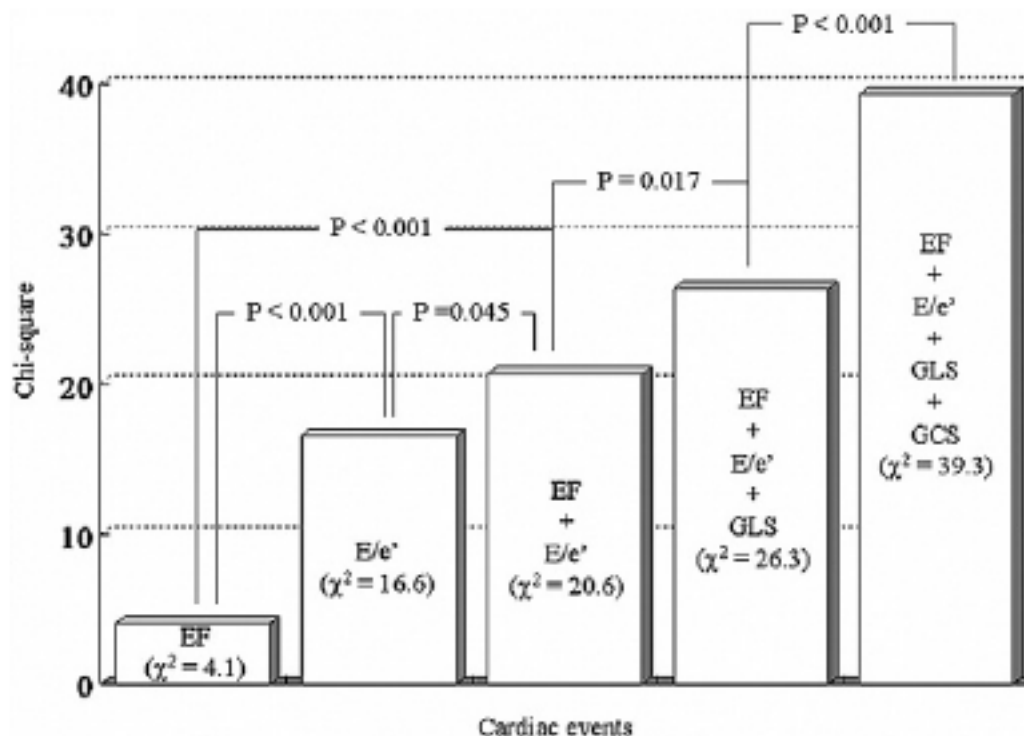 P < 0.001
40
P = 0.017
30
P < 0.001
P < 0.001
P =0.045
Chi-square
20
10
0
EF
(χ² = 4.1)
E/e’
(χ² = 16.6)
EF
+
E/e’
(χ² = 20.6)
EF
+
E/e’
+
GLS
(χ² = 26.3)
EF
+
E/e’
+
GLS
+
GCS
(χ² = 39.3)
Cardiac events